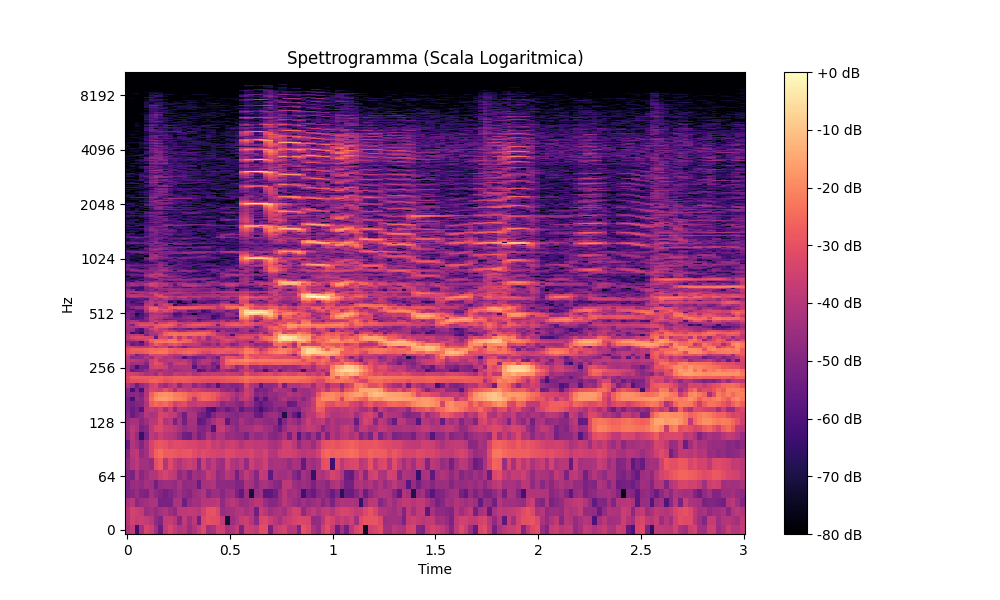 Spettrogramma (Scala Logaritmica)
Hz
8192
4096
2048
1024
512
256
128
64
0
0 0.5 1 1.5 2 2.5 3
Time
+0 dB
-10 dB
-20 dB
-30 dB
-40 dB
-50 dB
-60 dB
-70 dB
-80 dB